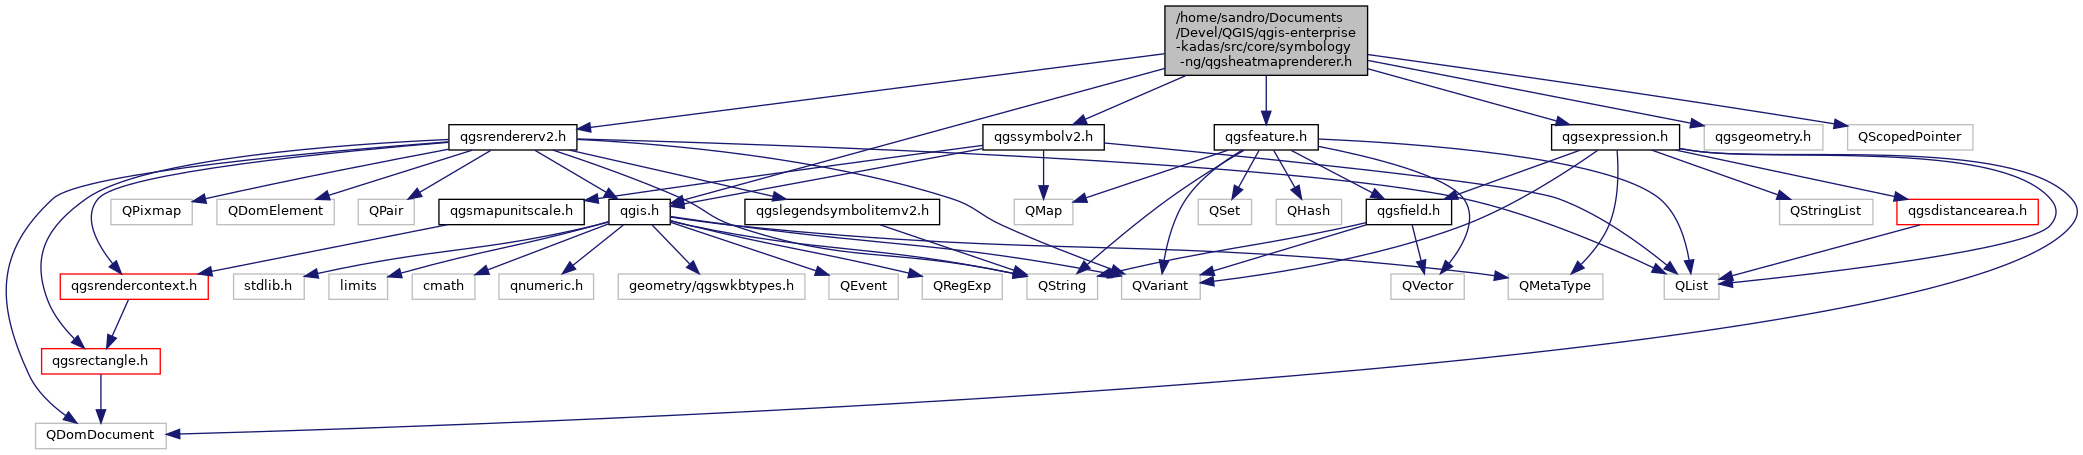 /home/sandro/Documents
/Devel/QGIS/qgis-enterprise
-kadas/src/core/symbology
-ng/qgsheatmaprenderer.h
qgsrendererv2.h
qgssymbolv2.h
qgsfeature.h
qgsexpression.h
qgsgeometry.h
QScopedPointer
QPixmap
QDomElement
QPair
qgsmapunitscale.h
qgis.h
qgslegendsymbolitemv2.h
QMap
QSet
QHash
qgsfield.h
QStringList
qgsdistancearea.h
qgsrendercontext.h
stdlib.h
limits
cmath
qnumeric.h
geometry/qgswkbtypes.h
QEvent
QRegExp
QString
QVariant
QVector
QMetaType
QList
qgsrectangle.h
QDomDocument